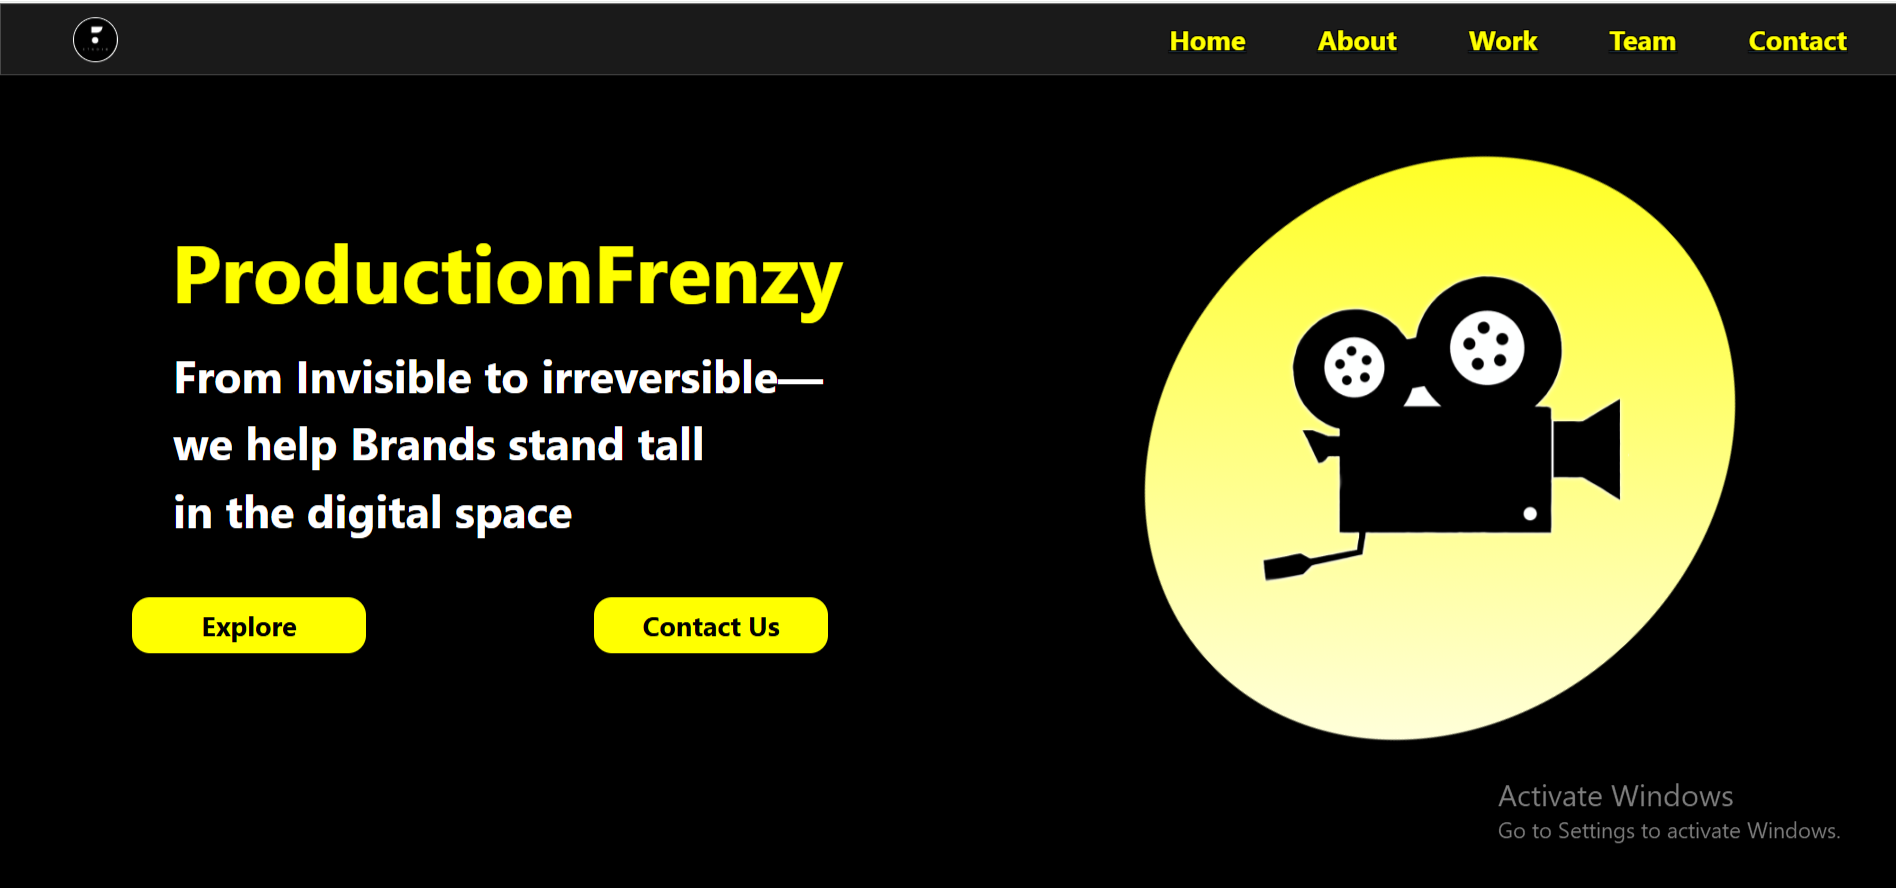 Home About Work Team Contact
ProductionFrenzy
From Invisible to irreversible—
we help Brands stand tall
in the digital space
Explore Contact Us
Activate Windows
Go to Settings to activate Windows.